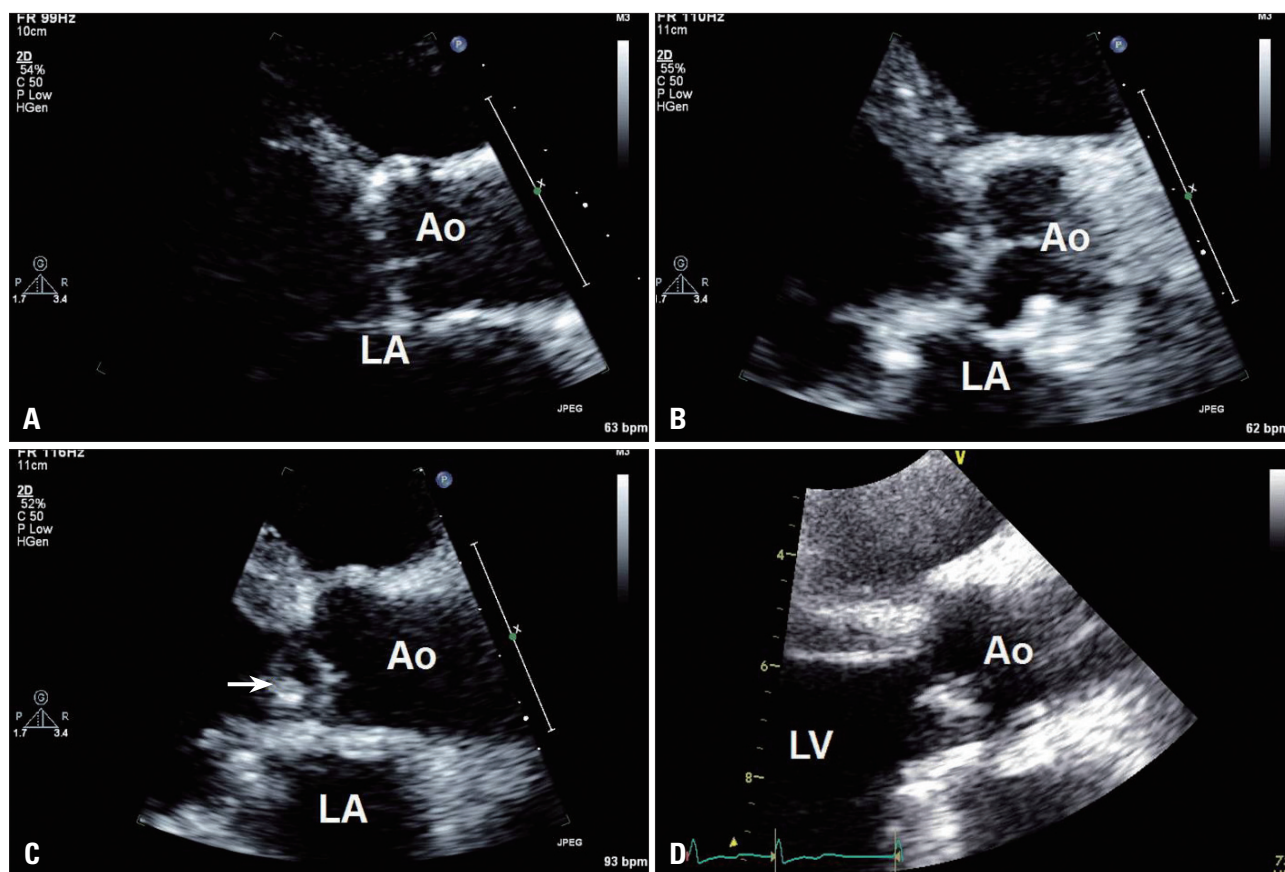 FR 99Hz
10cm
2D
54%
C 50
P Low
HGen
M3
P
X
G
P R
1.7 3.4
Ao
LA
A
JPEG
63 bpm
FR 110Hz
11cm
2D
55%
C 50
P Low
HGen
M3
P
X
G
P R
1.7 3.4
Ao
LA
B
JPEG
62 bpm
FR 116Hz
11cm
2D
52%
C 50
P Low
HGen
M3
P
X
G
P R
1.7 3.4
Ao
LA
C
JPEG
93 bpm
V
4
6
8
Ao
LV
D